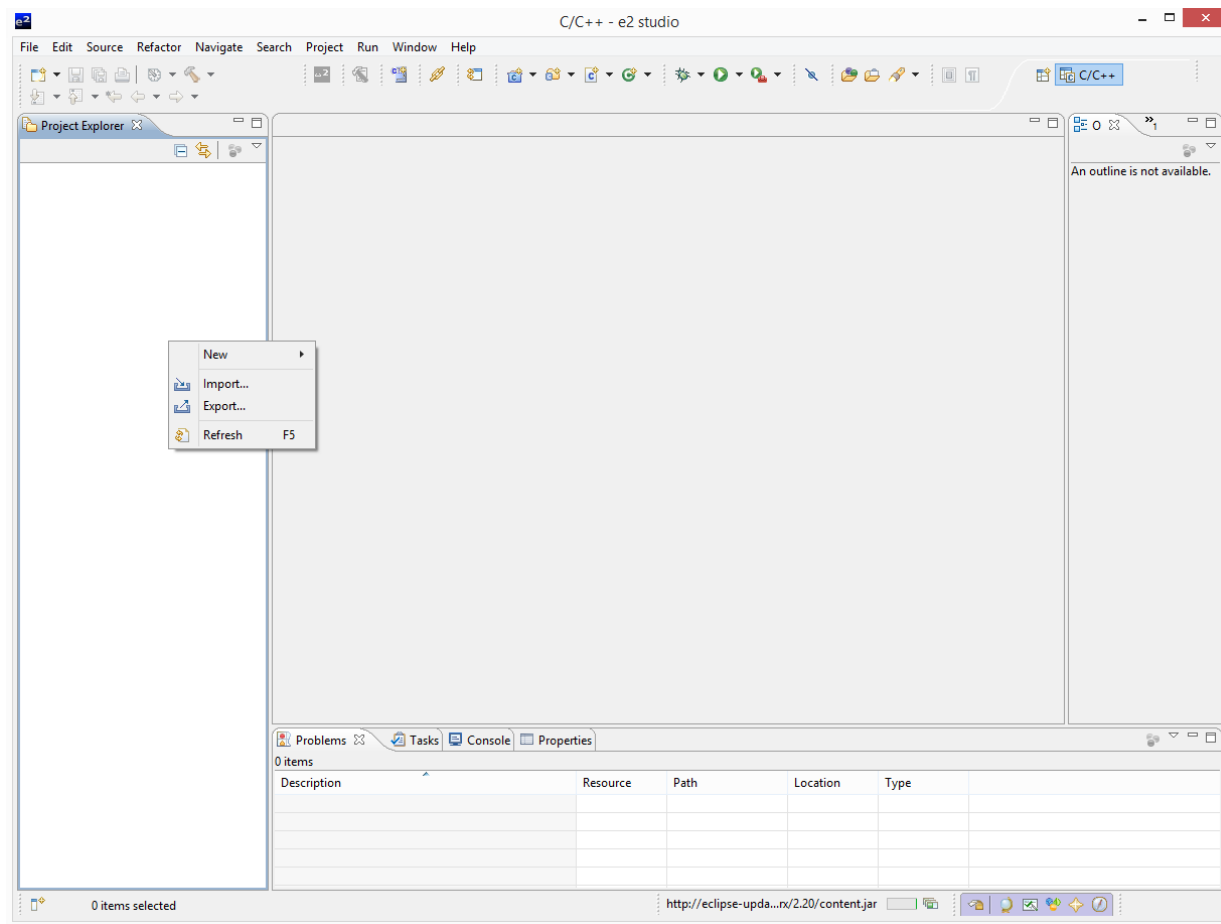 e²
C/C++ - e2 studio
File Edit Source Refactor Navigate Search Project Run Window Help
C/C++
Project Explorer
O
»1
An outline is not available.
New
Import...
Export...
Refresh F5
Problems Tasks Console Properties
0 items
Description Resource Path Location Type
0 items selected
http://eclipse-upda...rx/2.20/content.jar